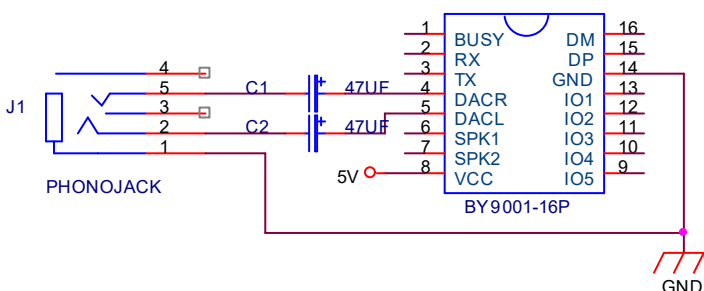 J1
PHONOJACK
4
5
3
2
1
C1
47UF
C2
47UF
5V
1
2
3
4
5
6
7
8
BUSY
RX
TX
DACR
DACL
SPK1
SPK2
VCC
DM
DP
GND
IO1
IO2
IO3
IO4
IO5
16
15
14
13
12
11
10
9
BY9001-16P
GND